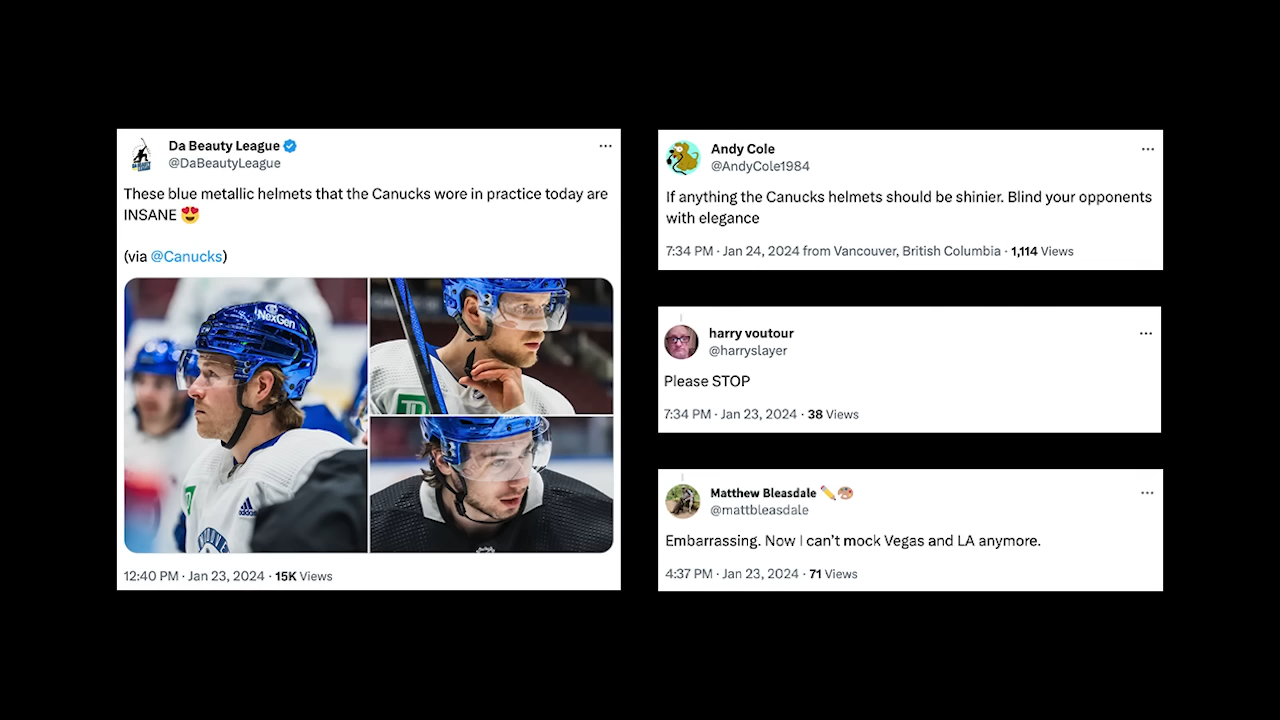 Da Beauty League
@DaBeautyLeague
These blue metallic helmets that the Canucks wore in practice today are
INSANE 😍
(via @Canucks)
NexGen
12:40 PM · Jan 23, 2024 · 15K Views
Andy Cole
@AndyCole1984
If anything the Canucks helmets should be shinier. Blind your opponents
with elegance
7:34 PM · Jan 24, 2024 from Vancouver, British Columbia · 1,114 Views
harry voutour
@harryslayer
Please STOP
7:34 PM · Jan 23, 2024 · 38 Views
Matthew Bleasdale ✏️🎨
@mattbleasdale
Embarrassing. Now I can't mock Vegas and LA anymore.
4:37 PM · Jan 23, 2024 · 71 Views